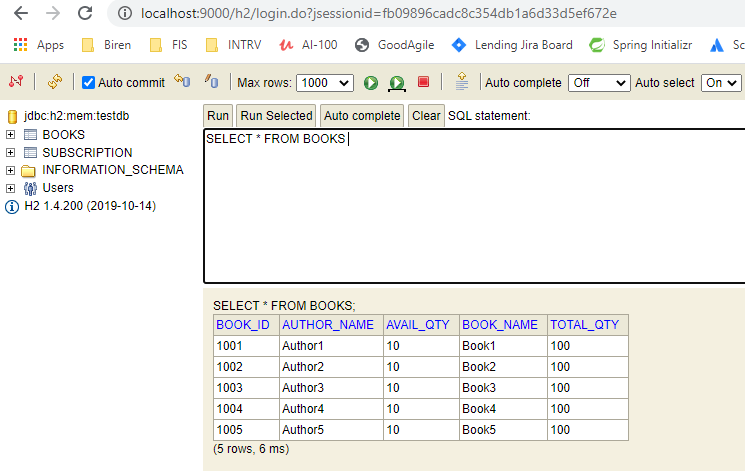 localhost:9000/h2/login.do?jsessionid=fb09896cadc8c354db1a6d33d5ef672e
Apps Biren FIS INTRV AI-100 GoodAgile Lending Jira Board Spring Initializr Sc
Auto commit Max rows: 1000 Auto complete Off Auto select On
jdbc:h2:mem:testdb
BOOKS
SUBSCRIPTION
INFORMATION_SCHEMA
Users
H2 1.4.200 (2019-10-14)
Run Run Selected Auto complete Clear SQL statement:
SELECT * FROM BOOKS
SELECT * FROM BOOKS;
BOOK_ID AUTHOR_NAME AVAIL_QTY BOOK_NAME TOTAL_QTY
1001 Author1 10 Book1 100
1002 Author2 10 Book2 100
1003 Author3 10 Book3 100
1004 Author4 10 Book4 100
1005 Author5 10 Book5 100
(5 rows, 6 ms)